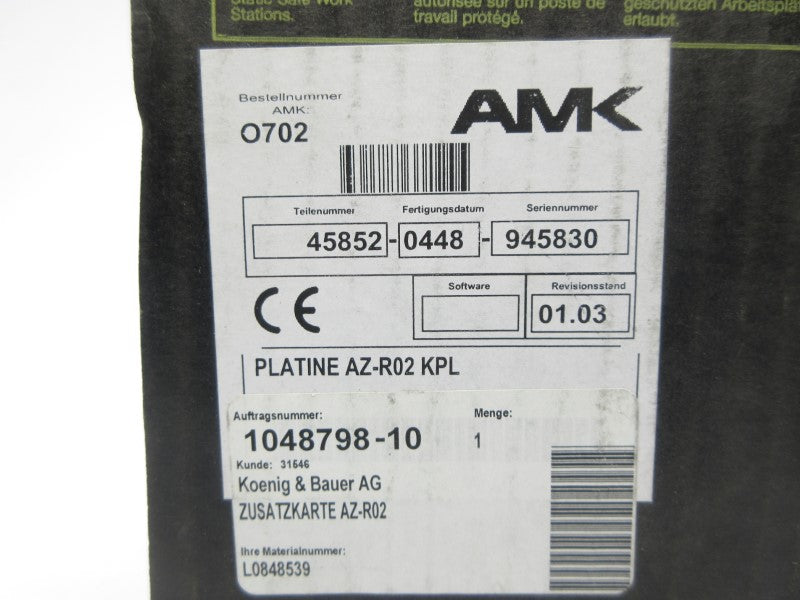 Static Safe Work
Stations.
autorisée sur un poste de
travail protégé.
geschützten Arbeitsplat
erlaubt.
Bestellnummer
AMK:
O702
AMK
Teilenummer Fertigungsdatum Seriennummer
45852-0448-945830
CE
Software
Revisionsstand
01.03
PLATINE AZ-R02 KPL
Auftragsnummer: Menge:
1048798-10 1
Kunde: 31546
Koenig & Bauer AG
ZUSATZKARTE AZ-R02
Ihre Materialnummer:
L0848539